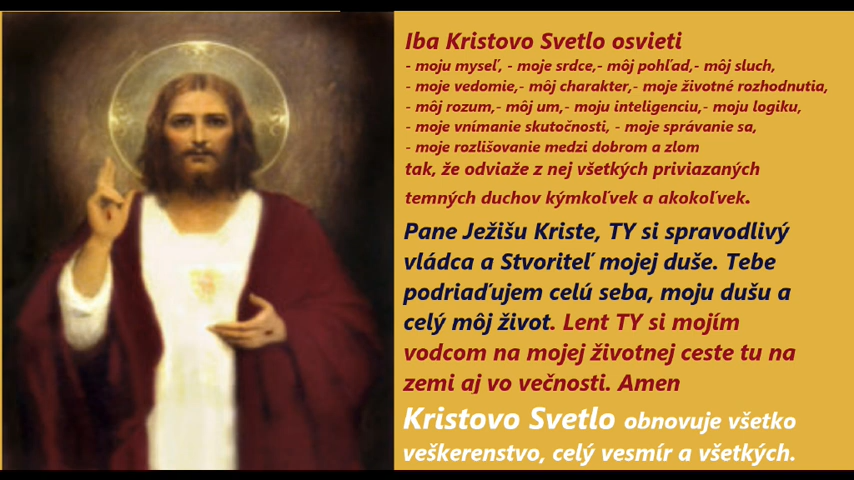 Iba Kristovo Svetlo osvieti
- moju myseľ, - moje srdce,- môj pohľad,- môj sluch,
- moje vedomie,- môj charakter,- moje životné rozhodnutia,
- môj rozum,- môj um,- moju inteligenciu,- moju logiku,
- moje vnímanie skutočnosti, - moje správanie sa,
- moje rozlišovanie medzi dobrom a zlom
tak, že odviaže z nej všetkých priviazaných
temných duchov kýmkoľvek a akokoľvek.
Pane Ježišu Kriste, TY si spravodlivý
vládca a Stvoriteľ mojej duše. Tebe
podriaďujem celú seba, moju dušu a
celý môj život. Lent TY si mojím
vodcom na mojej životnej ceste tu na
zemi aj vo večnosti. Amen
Kristovo Svetlo obnovuje všetko
veškerenstvo, celý vesmír a všetkých.